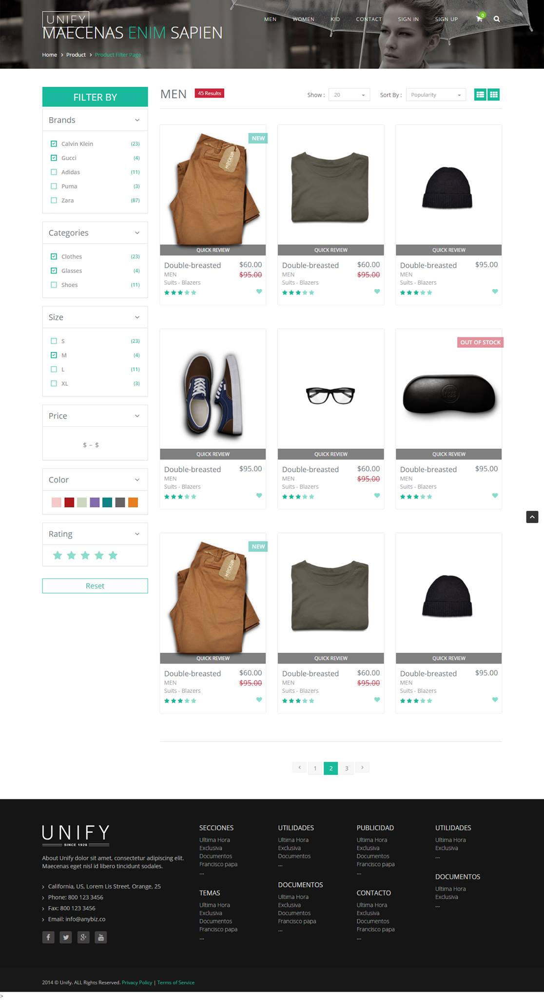 UNIFY
MEN WOMEN KID CONTACT SIGN IN SIGN UP 0
MAECENAS ENIM SAPIEN
Home Product Product Filter Page
FILTER BY
Brands
Calvin Klein (23)
Gucci (4)
Adidas (11)
Puma (3)
Zara (87)
Categories
Clothes (23)
Glasses (4)
Shoes (11)
Size
S (23)
M (4)
L (11)
XL (3)
Price
$ – $
Color
Rating
Reset
MEN 45 Results
Show : 20 Sort By : Popularity
NEW
MOCKUP
QUICK REVIEW QUICK REVIEW QUICK REVIEW
Double-breasted $60.00 Double-breasted $60.00 Double-breasted $95.00
MEN $95.00 MEN $95.00 MEN
Suits - Blazers Suits - Blazers Suits - Blazers
OUT OF STOCK
YOUR
LOGO
QUICK REVIEW QUICK REVIEW QUICK REVIEW
Double-breasted $95.00 Double-breasted $60.00 Double-breasted $95.00
MEN MEN $95.00 MEN
Suits - Blazers Suits - Blazers Suits - Blazers
NEW
MOCKUP
QUICK REVIEW QUICK REVIEW QUICK REVIEW
Double-breasted $60.00 Double-breasted $60.00 Double-breasted $95.00
MEN $95.00 MEN $95.00 MEN
Suits - Blazers Suits - Blazers Suits - Blazers
1 2 3
UNIFY
SINCE 1928
About Unify dolor sit amet, consectetur adipiscing elit.
Maecenas eget nisl id libero tincidunt sodales.
California, US, Lorem Lis Street, Orange, 25
Phone: 800 123 3456
Fax: 800 123 3456
Email: info@anybiz.co
SECCIONES
Ultima Hora
Exclusiva
Documentos
Francisco papa
...
TEMAS
Ultima Hora
Exclusiva
Documentos
Francisco papa
...
UTILIDADES
Ultima Hora
Exclusiva
Documentos
...
DOCUMENTOS
Ultima Hora
Exclusiva
Documentos
Francisco papa
...
PUBLICIDAD
Ultima Hora
Exclusiva
Documentos
Francisco papa
...
CONTACTO
Ultima Hora
Exclusiva
Documentos
Francisco papa
...
UTILIDADES
Ultima Hora
Exclusiva
...
DOCUMENTOS
Ultima Hora
Exclusiva
...
2014 © Unify. ALL Rights Reserved. Privacy Policy | Terms of Service
>